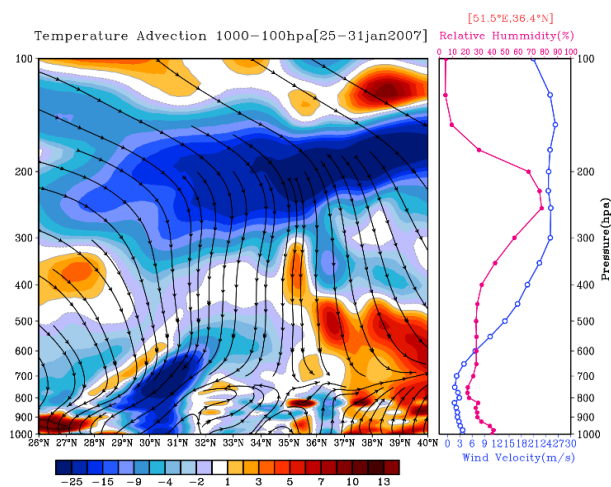 [51.5°E,36.4°N]
Temperature Advection 1000-100hpa[25-31jan2007]
Relative Hummidity(%)
0 10 20 30 40 50 60 70 80 90 100
100
200
300
400
500
600
700
800
900
1000
26°N 27°N 28°N 29°N 30°N 31°N 32°N 33°N 34°N 35°N 36°N 37°N 38°N 39°N 40°N
-25 -15 -9 -5 -2 1 3 5 7 10 13
100
200
300
400
500
600
700
800
900
1000
Pressure(hpa)
0 3 6 9 12 15 18 21 24 27 30
Wind Velocity(m/s)